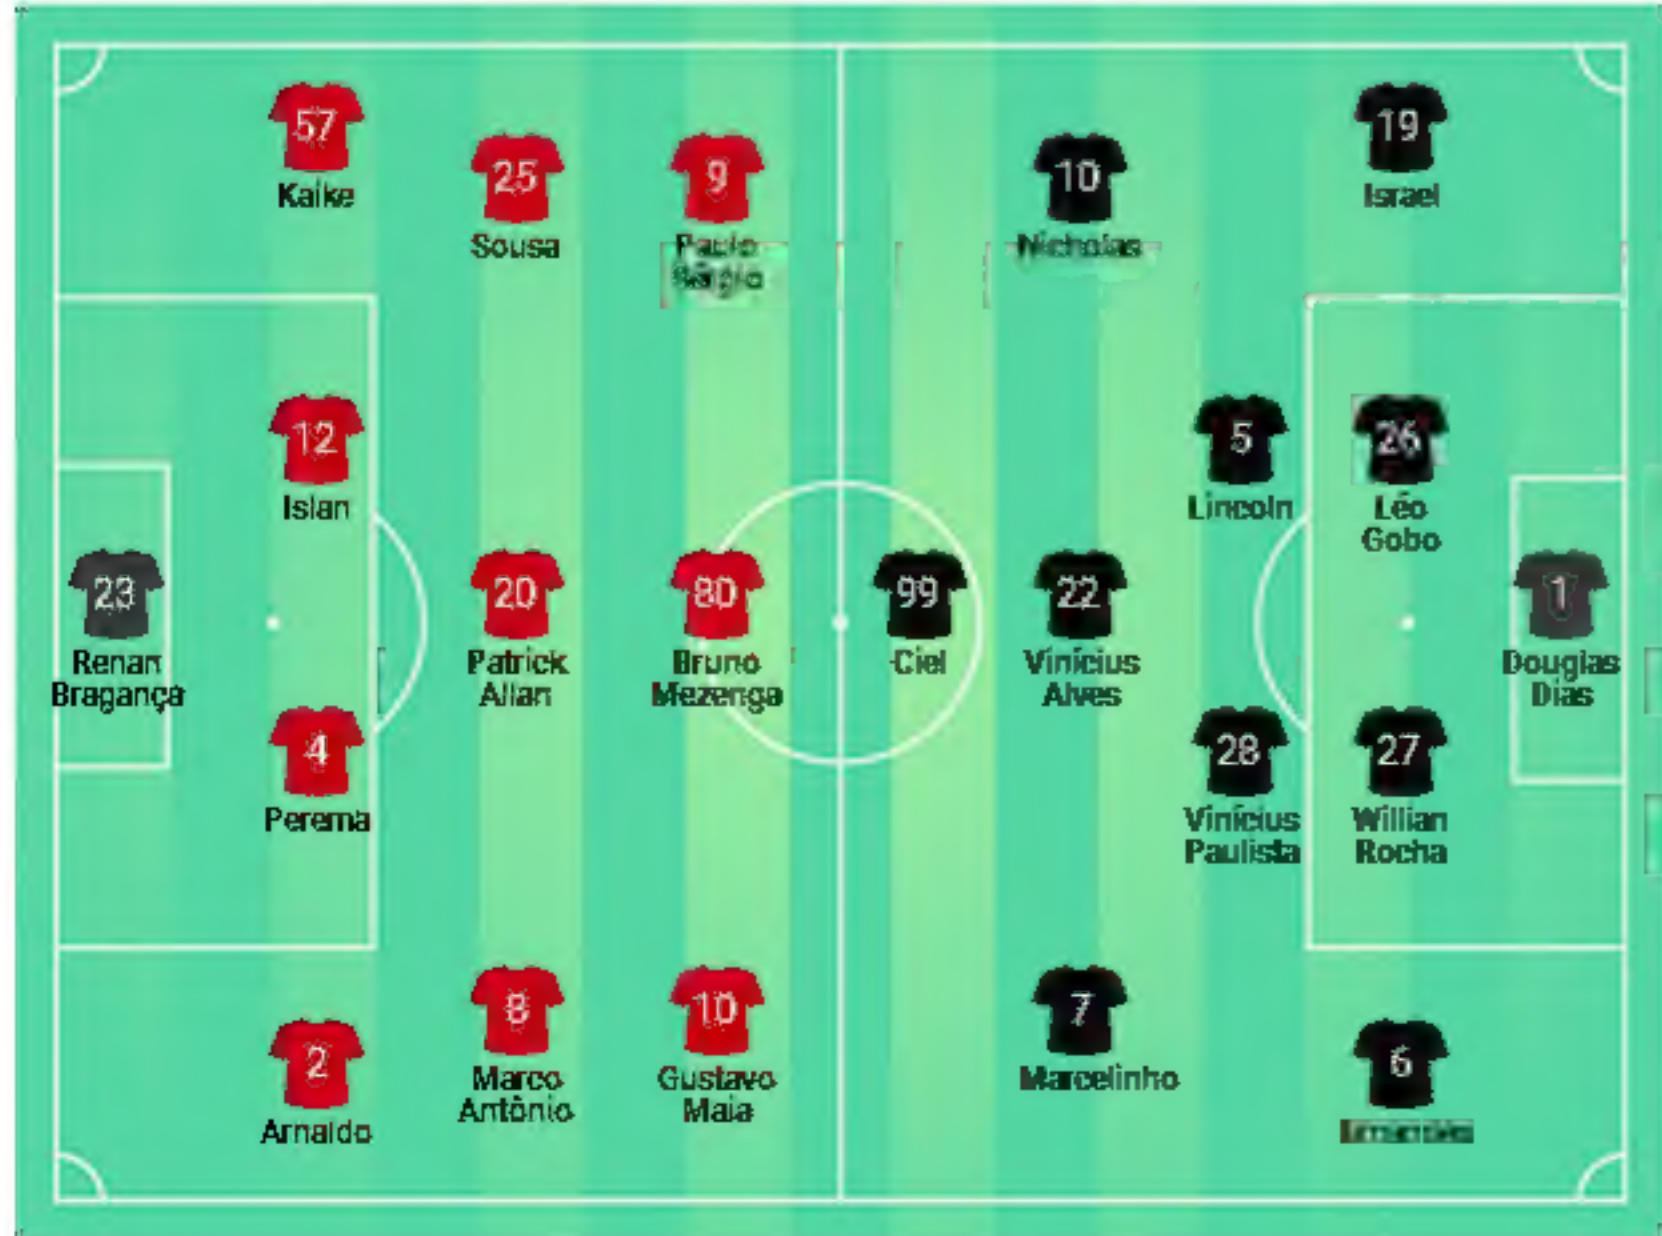 57
Kaike
25
Sousa
9
Paulo
Sérgio
12
Islan
23
Renan
Bragança
20
Patrick
Allan
80
Bruno
Mezenga
4
Perema
8
Marco
Antônio
10
Gustavo
Maia
2
Arnaldo
10
Nicholas
19
Israel
5
Lincoln
26
Léo
Gobo
99
Ciel
22
Vinícius
Alves
1
Douglas
Dias
28
Vinícius
Paulista
27
Willian
Rocha
7
Marcelinho
6